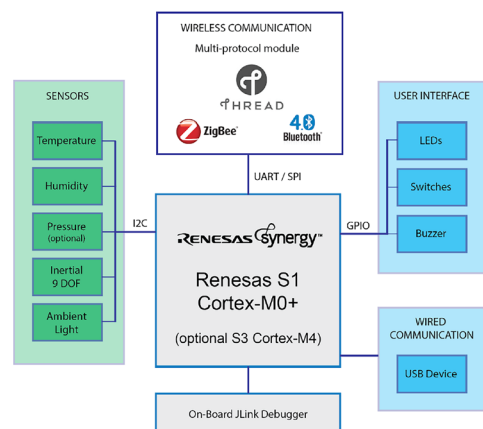 WIRELESS COMMUNICATION
Multi-protocol module
THREAD
ZigBee®
4.0
Bluetooth®
SENSORS
Temperature
Humidity
Pressure
(optional)
Inertial
9 DOF
Ambient
Light
I2C
UART / SPI
RENESAS Synergy™
Renesas S1
Cortex-M0+
(optional S3 Cortex-M4)
GPIO
USER INTERFACE
LEDs
Switches
Buzzer
WIRED
COMMUNICATION
USB Device
On-Board JLink Debugger